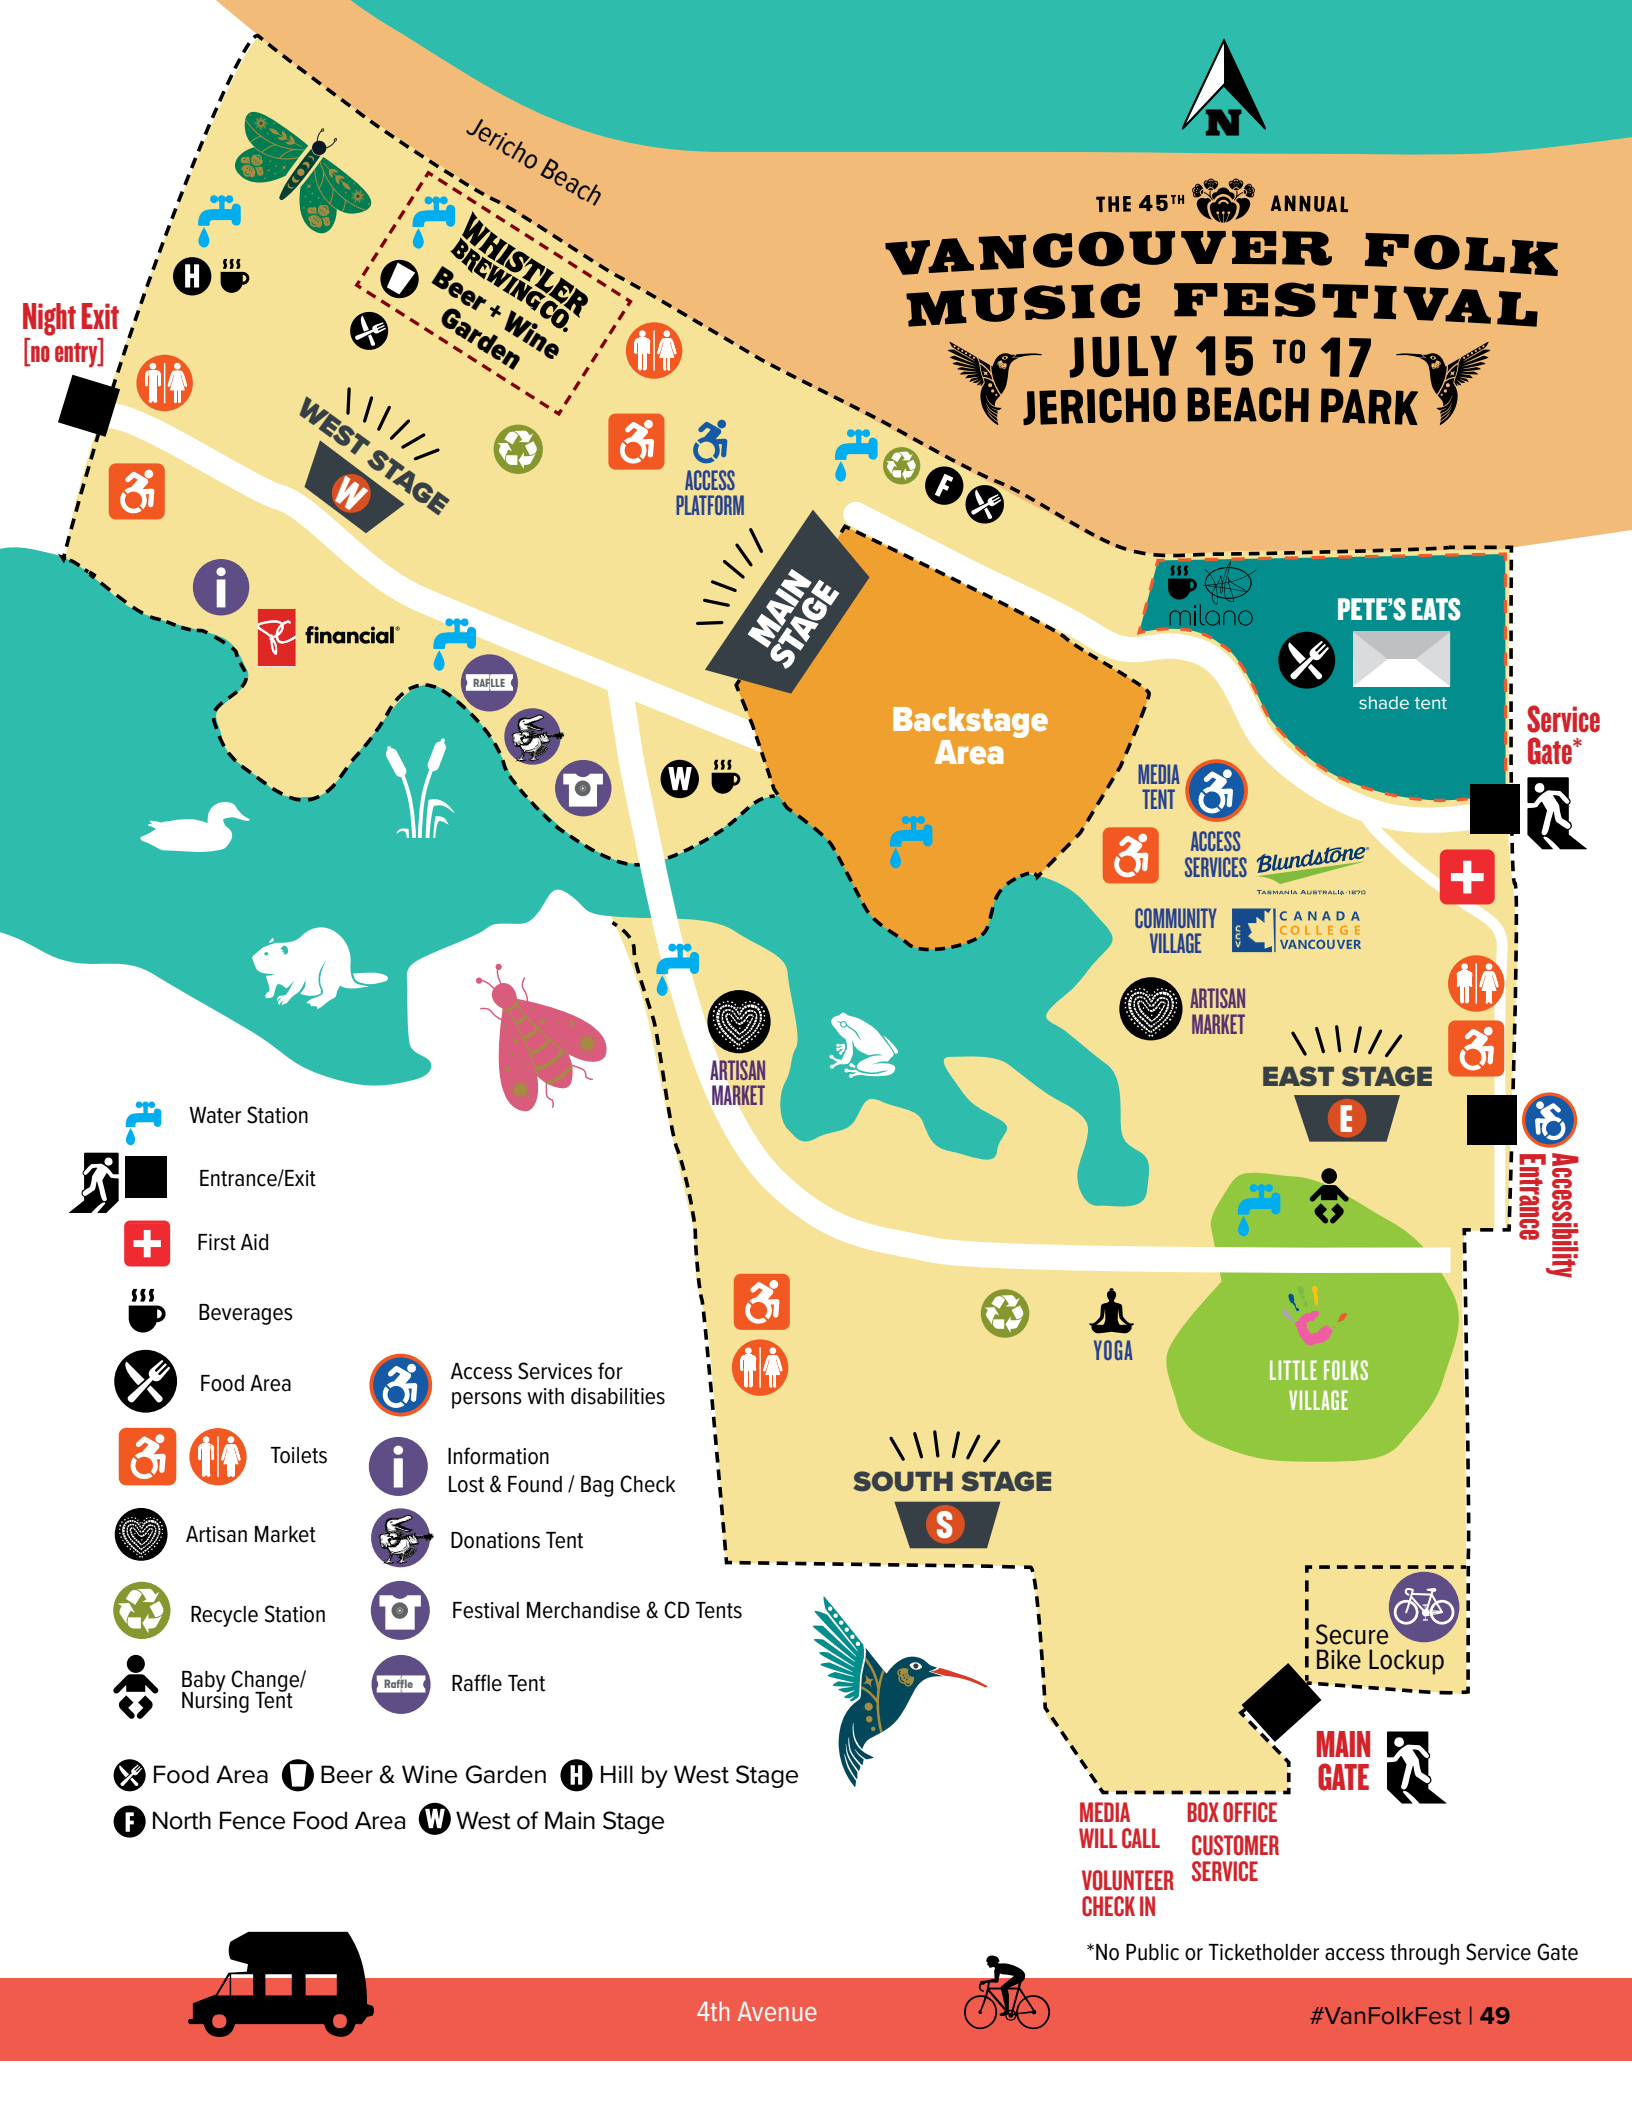 N
THE 45TH ANNUAL
VANCOUVER FOLK
MUSIC FESTIVAL
JULY 15 TO 17
JERICHO BEACH PARK
Jericho Beach
WHISTLER
BREWING CO.
Beer + Wine
Garden
H
Night Exit
[no entry]
WEST STAGE
W
ACCESS
PLATFORM
F
MAIN
STAGE
milano
PETE'S EATS
shade tent
i
financial®
RAFLLE
Backstage
Area
Service
Gate*
W
MEDIA
TENT
ACCESS
SERVICES
Blundstone
TASMANIA AUSTRALIA·1870
COMMUNITY
VILLAGE
CCV
CANADA
COLLEGE
VANCOUVER
ARTISAN
MARKET
ARTISAN
MARKET
EAST STAGE
E
Accessibility
Entrance
Water Station
Entrance/Exit
First Aid
Beverages
Food Area
Toilets
Artisan Market
Recycle Station
Baby Change/
Nursing Tent
Access Services for
persons with disabilities
i
Information
Lost & Found / Bag Check
Donations Tent
Festival Merchandise & CD Tents
Raffle
Raffle Tent
YOGA
LITTLE FOLKS
VILLAGE
SOUTH STAGE
S
Secure
Bike Lockup
MAIN
GATE
Food Area Beer & Wine Garden H Hill by West Stage
F North Fence Food Area W West of Main Stage
MEDIA
WILL CALL
BOX OFFICE
CUSTOMER
SERVICE
VOLUNTEER
CHECK IN
*No Public or Ticketholder access through Service Gate
4th Avenue
#VanFolkFest | 49